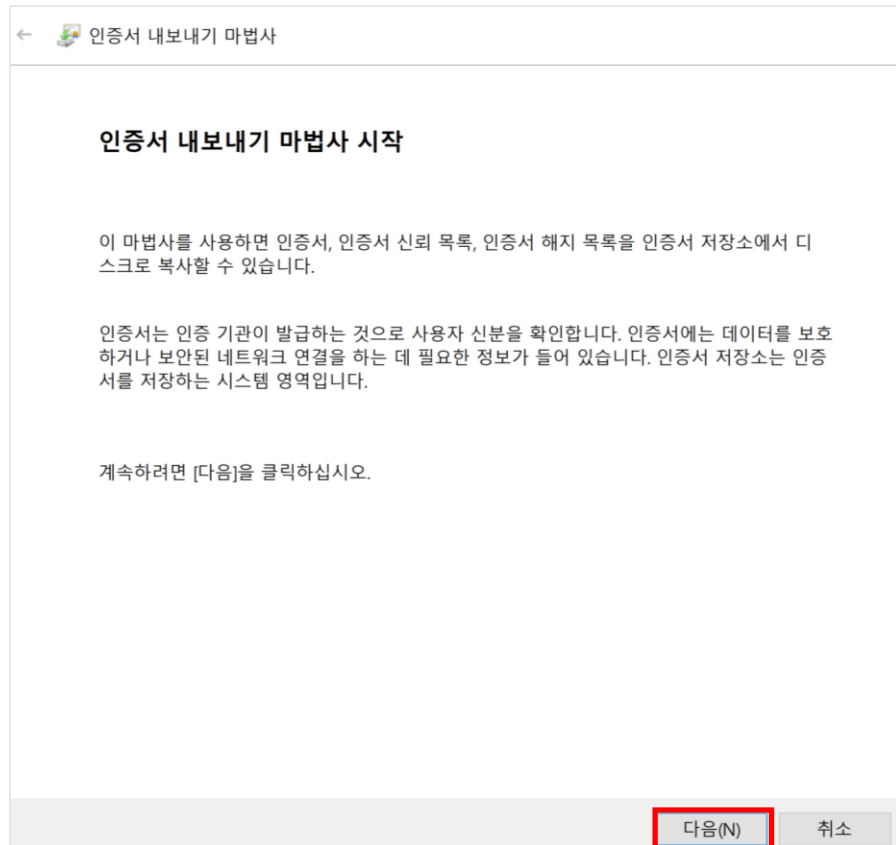 인증서 내보내기 마법사
인증서 내보내기 마법사 시작
이 마법사를 사용하면 인증서, 인증서 신뢰 목록, 인증서 해지 목록을 인증서 저장소에서 디
스크로 복사할 수 있습니다.
인증서는 인증 기관이 발급하는 것으로 사용자 신분을 확인합니다. 인증서에는 데이터를 보호
하거나 보안된 네트워크 연결을 하는 데 필요한 정보가 들어 있습니다. 인증서 저장소는 인증
서를 저장하는 시스템 영역입니다.
계속하려면 [다음]을 클릭하십시오.
다음(N) 취소